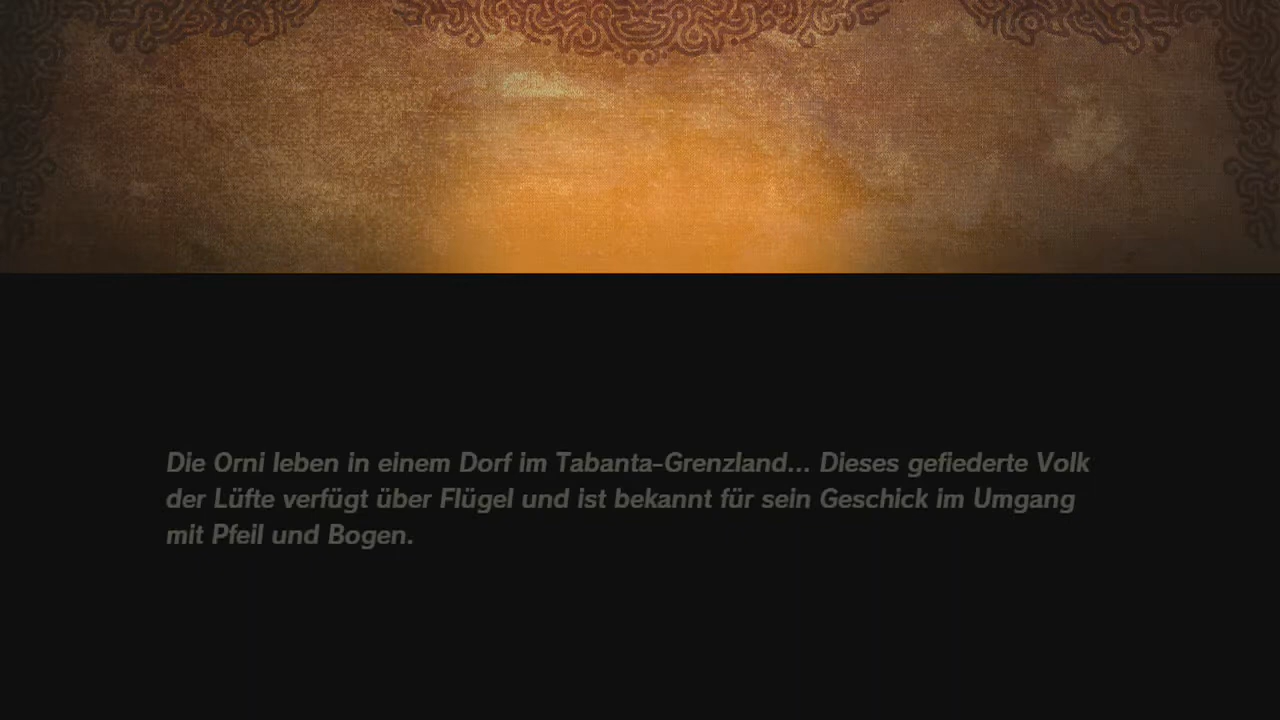 Die Orni leben in einem Dorf im Tabanta-Grenzland... Dieses gefiederte Volk
der Lüfte verfügt über Flügel und ist bekannt für sein Geschick im Umgang
mit Pfeil und Bogen.